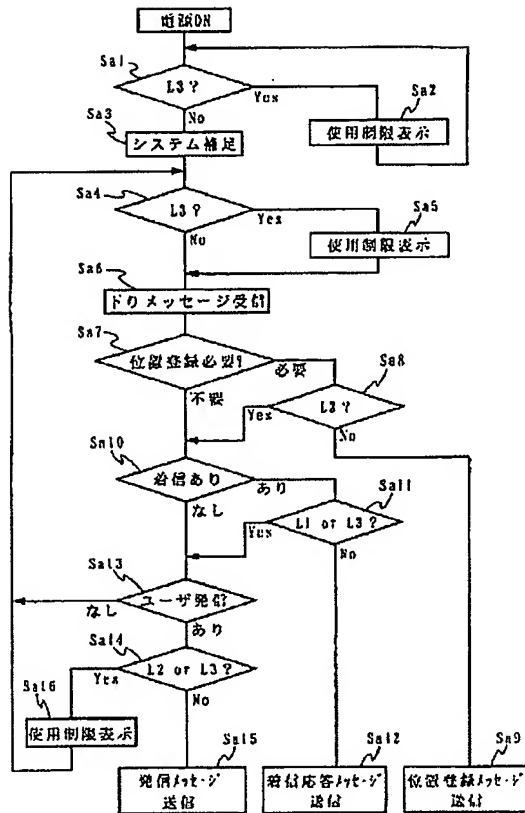 電源ON
Sa1
L3?
Yes
No
Sa2
使用制限表示
Sa3
システム補足
Sa4
L3?
Yes
No
Sa5
使用制限表示
Sa6
下りメッセージ受信
Sa7
位置登録必要?
必要
不要
Sa8
L3?
Yes
No
Sa10
着信あり
あり
なし
Sa11
L1 or L3?
Yes
No
Sa13
ユーザ発信
なし
あり
Sa14
L2 or L3?
Yes
No
Sa16
使用制限表示
Sa15
発信メッセージ
送信
Sa12
着信応答メッセージ
送信
Sa9
位置登録メッセージ
送信